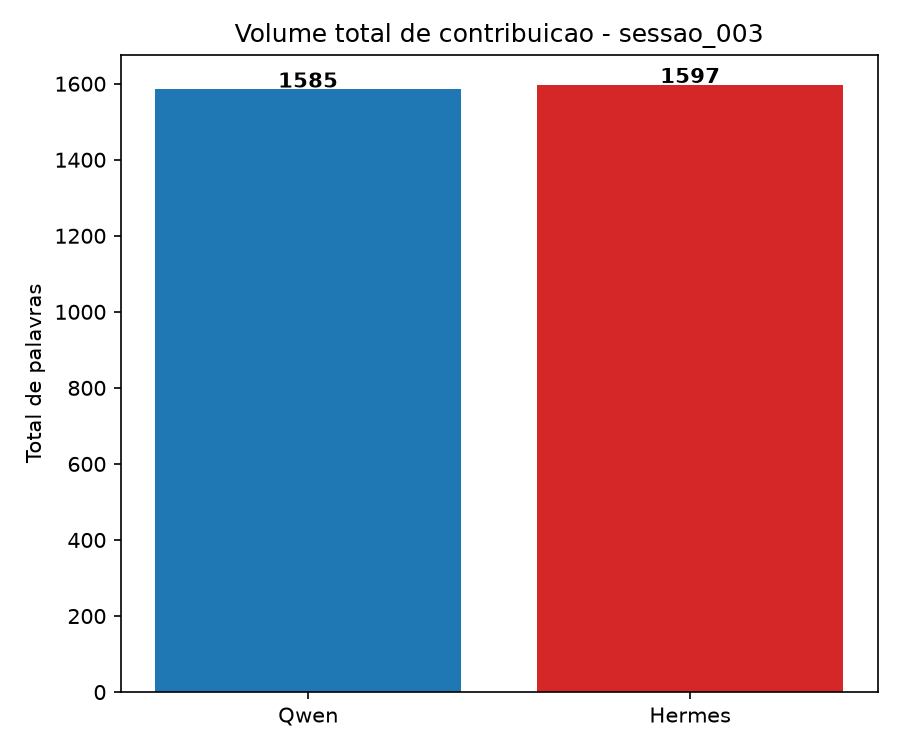 Volume total de contribuicao - sessao_003
1585
1597
Total de palavras
1600
1400
1200
1000
800
600
400
200
0
Qwen
Hermes